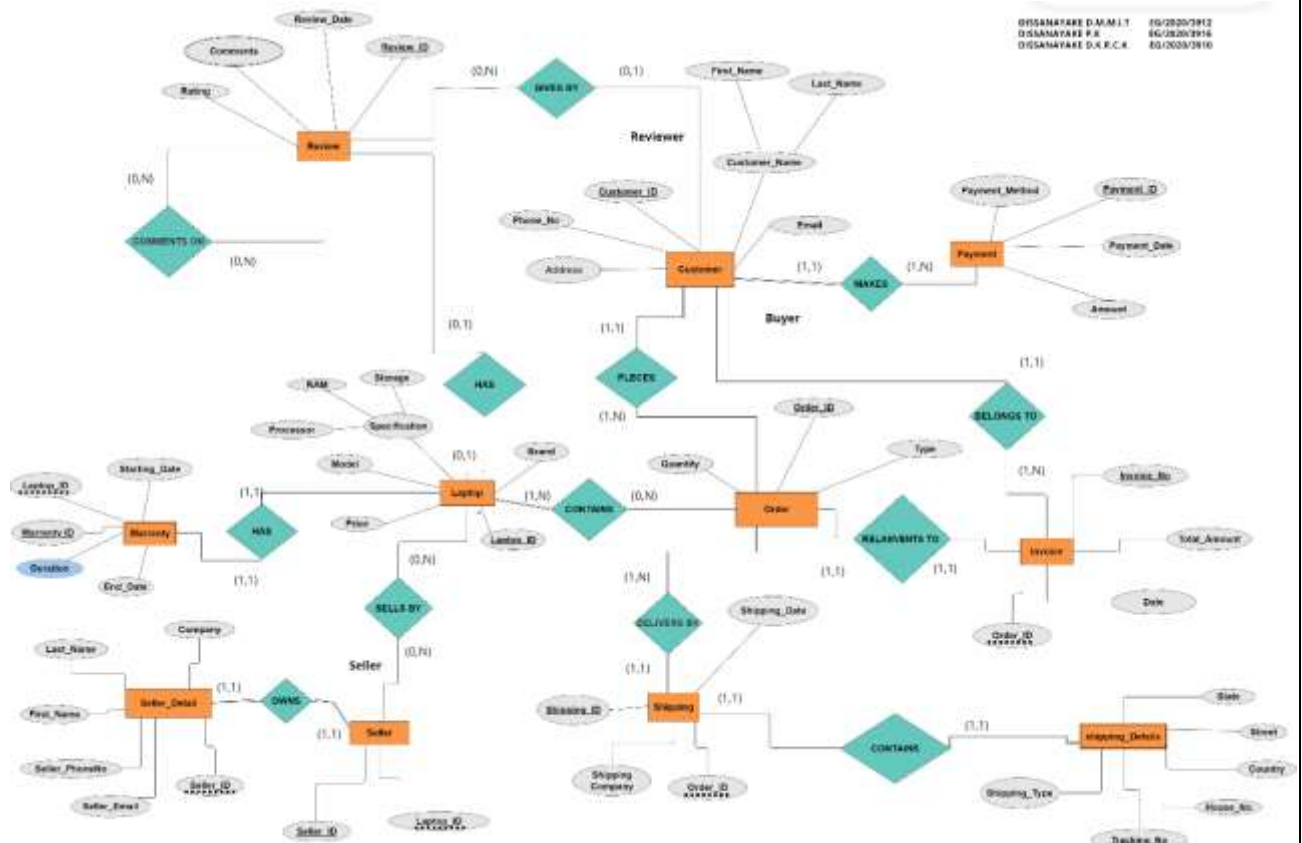 DISSANAYAKE D.M.M.I.T EG/2020/3912
DISSANAYAKE P.K EG/2020/3916
DISSANAYAKE D.K.R.C.K. EG/2020/3910
Review_Date
Comments
Review_ID
Rating
Review
(0,N)
GIVES BY
(0,1)
First_Name
Last_Name
Reviewer
Customer_Name
(0,N)
COMMENTS ON
(0,N)
Customer_ID
Phone_No
Email
Address
Customer
(1,1)
MAKES
(1,N)
Payment_Method
Payment_ID
Payment
Payment_Date
Amount
Buyer
(0,1)
HAS
(1,1)
PLECES
(1,N)
(1,1)
BELONGS TO
(1,N)
RAM
Storage
Processor
Specification
Model
(0,1)
Brand
Laptop
Price
Laptop_ID
(1,N)
CONTAINS
(0,N)
Order_ID
Quantity
Type
Order
(1,1)
RELAVENTS TO
(1,1)
Invoice_No
Invoice
Total_Amount
Date
Order_ID
Starting_Date
Laptop_ID
Warrenty_ID
Warrenty
Duration
End_Date
(1,1)
HAS
(1,1)
(0,N)
SELLS BY
(0,N)
Seller
(1,N)
DELIVERS BY
(1,1)
Shipping_Date
Company
Last_Name
First_Name
Seller_Detail
(1,1)
OWNS
(1,1)
Seller
Seller_PhoneNo
Seller_Email
Seller_ID
Seller_ID
Laptop_ID
Shipping_ID
Shipping
(1,1)
Shipping
Company
Order_ID
CONTAINS
(1,1)
shipping_Details
State
Street
Country
House_No
Shipping_Type
Tracking_No